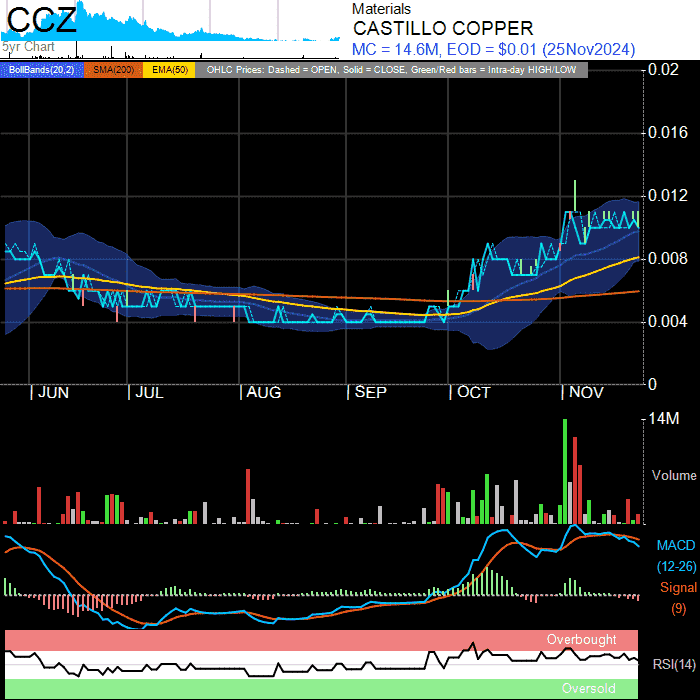 CCZ
5yr Chart
Materials
CASTILLO COPPER
MC = 14.6M, EOD = $0.01 (25Nov2024)
BollBands(20,2) SMA(200) EMA(50) OHLC Prices: Dashed = OPEN, Solid = CLOSE, Green/Red bars = Intra-day HIGH/LOW
0.02
0.016
0.012
0.008
0.004
0
JUN JUL AUG SEP OCT NOV
14M
Volume
MACD
(12-26)
Signal
(9)
Overbought
RSI(14)
Oversold